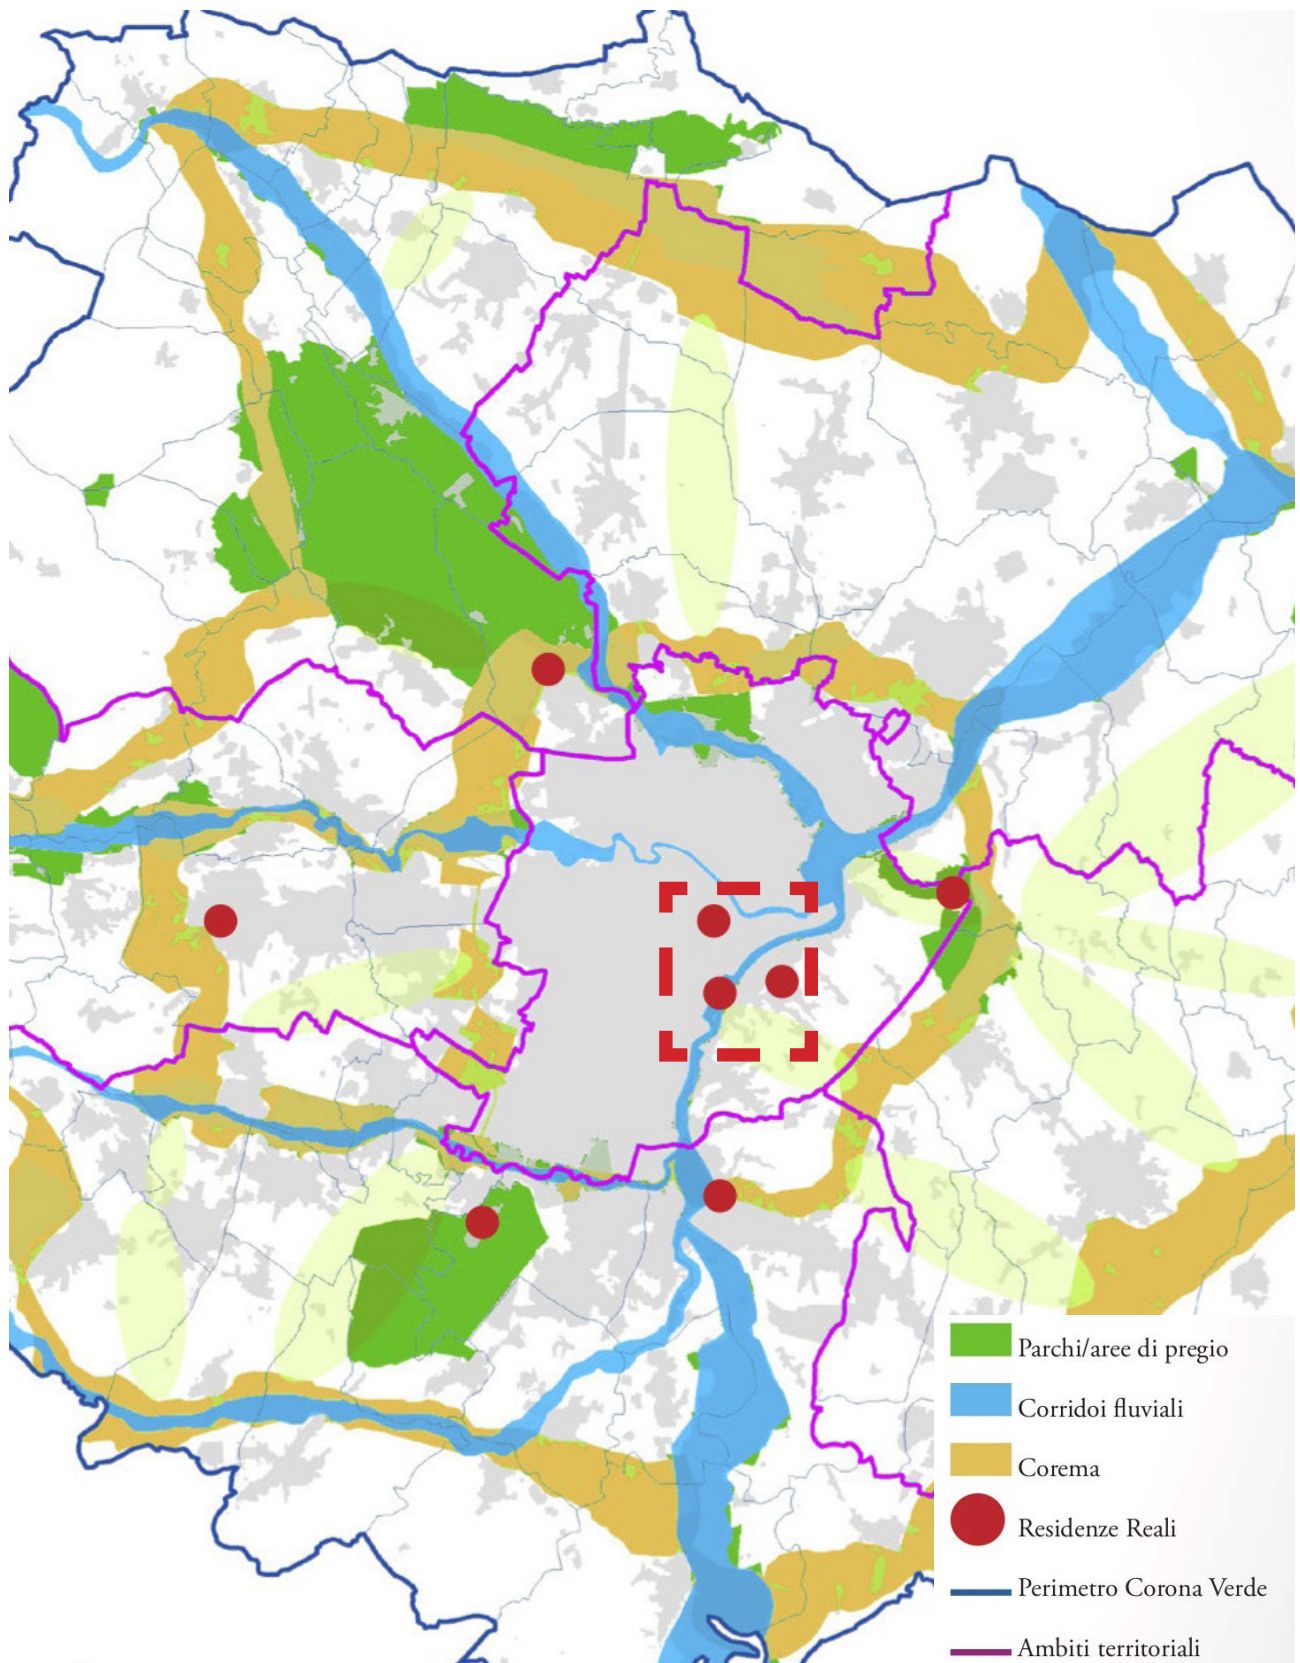 Parchi/aree di pregio
Corridoi fluviali
Corema
Residenze Reali
Perimetro Corona Verde
Ambiti territoriali